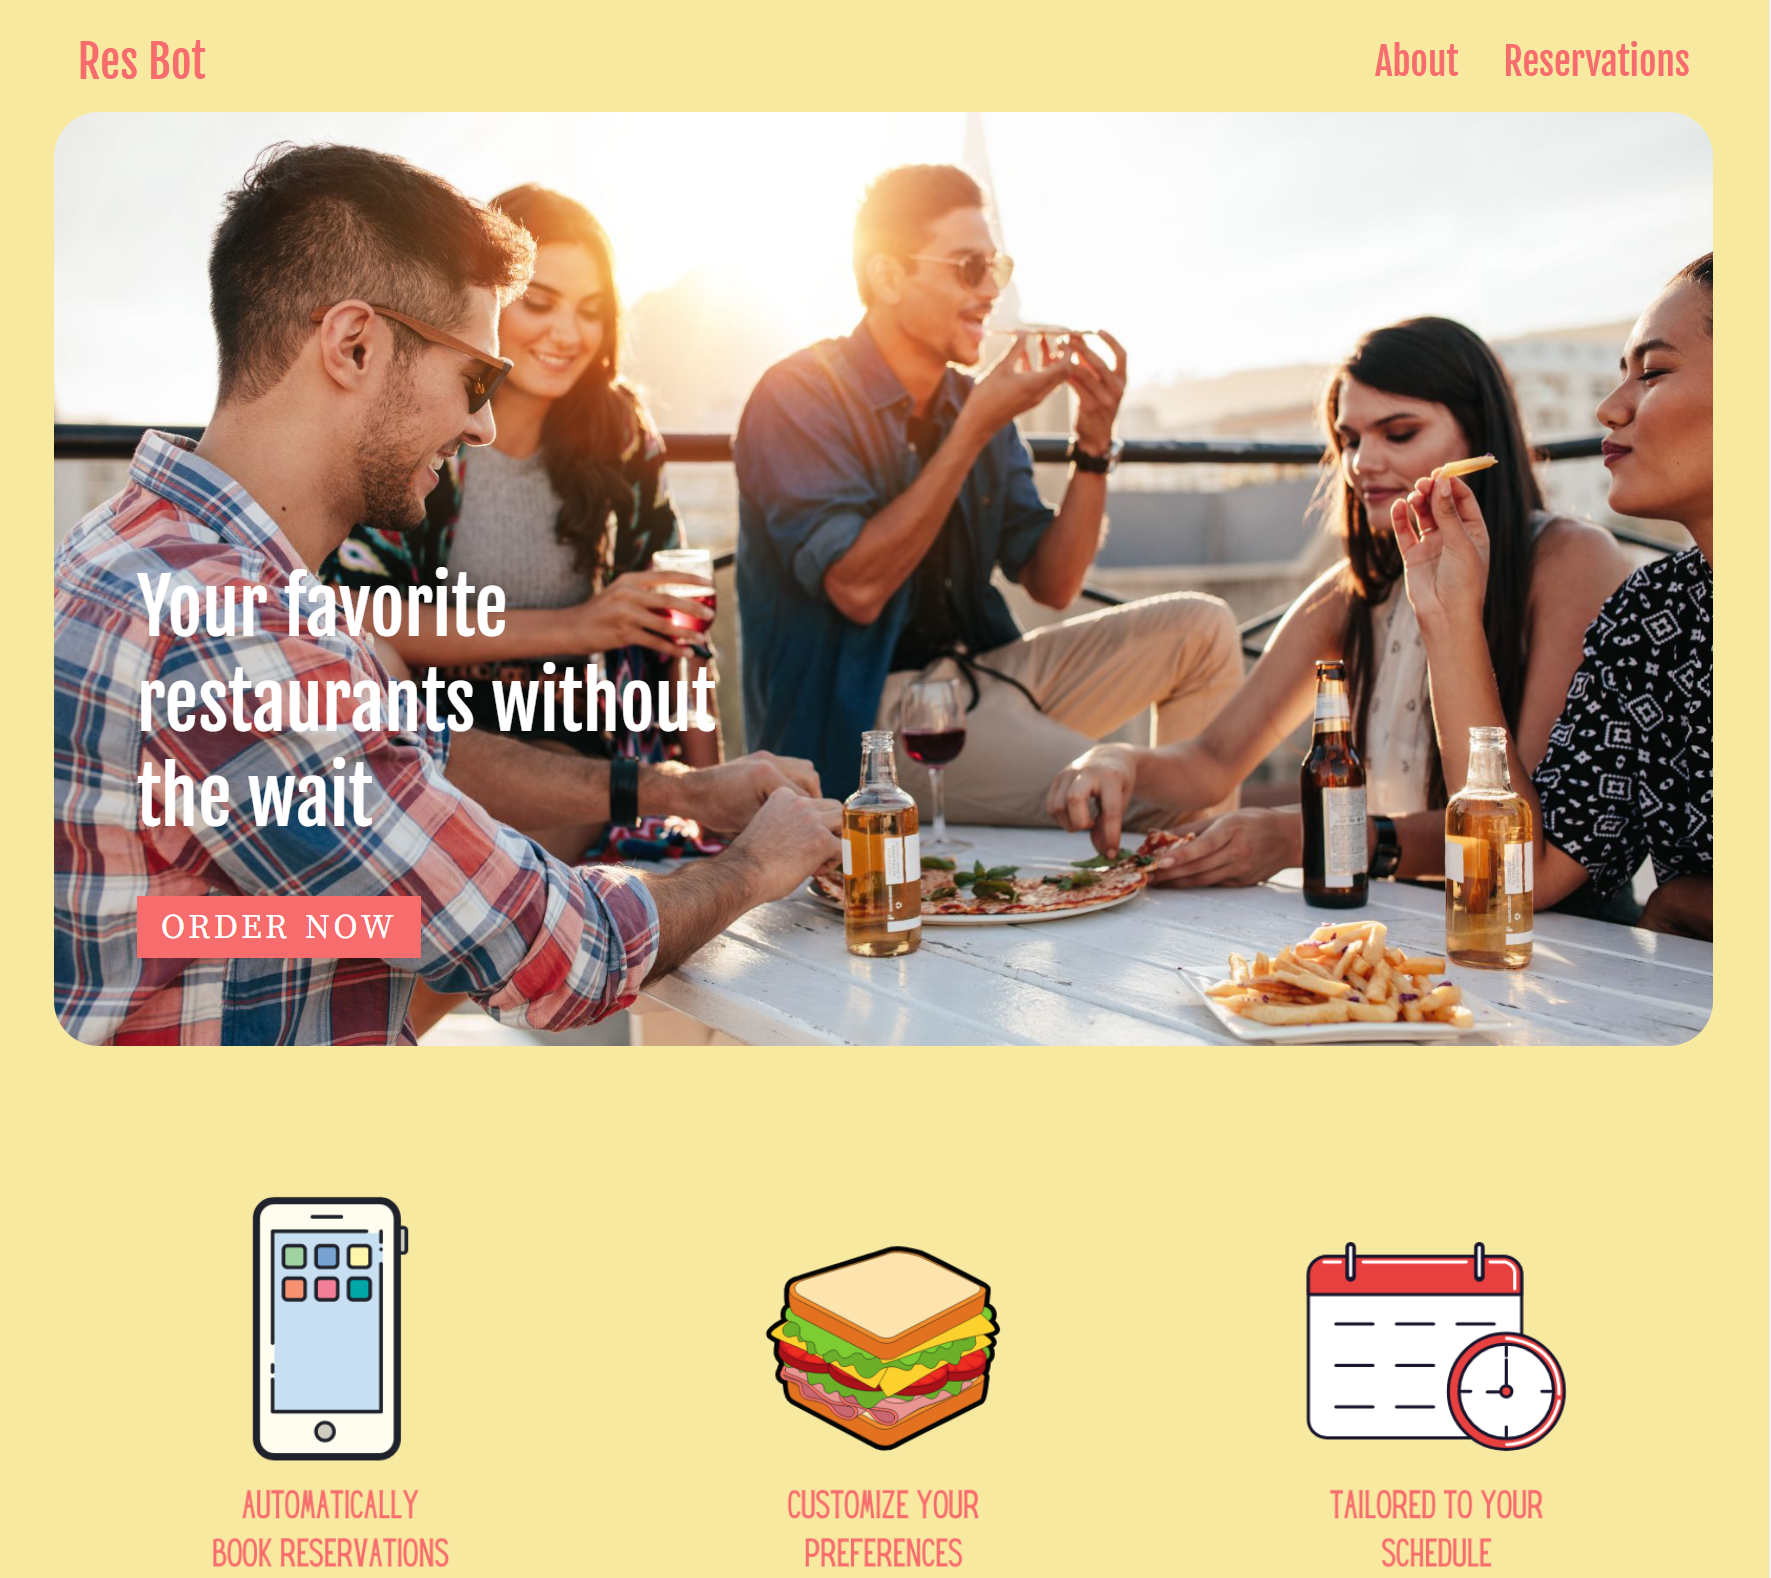 Res Bot
About Reservations
Your favorite
restaurants without
the wait
ORDER NOW
AUTOMATICALLY
BOOK RESERVATIONS
CUSTOMIZE YOUR
PREFERENCES
TAILORED TO YOUR
SCHEDULE